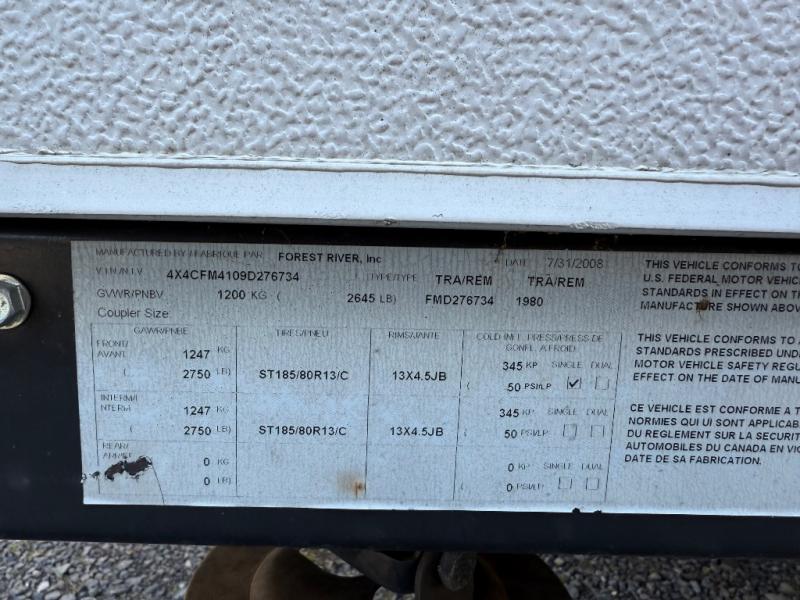 MANUFACTURED BY / FABRIQUE PAR FOREST RIVER, Inc DATE 7/31/2008
V.I.N./N.I.V 4X4CFM4109D276734 TYPE/TYPE TRA/REM TRA/REM
GVWR/PNBV 1200 KG ( 2645 LB) FMD276734 1980
Coupler Size:
GAWR/PNBE TIRES/PNEU RIMS/JANTE COLD INFL. PRESS/PRESS DE GONFL. A FROID
FRONT/ AVANT 1247 KG
( 2750 LB) ST185/80R13/C 13X4.5JB 345 KP SINGLE DUAL
( 50 PSI/LP
INTERM/I NTERM 1247 KG
( 2750 LB) ST185/80R13/C 13X4.5JB 345 KP SINGLE DUAL
( 50 PSI/LP
REAR/ 0 KG
0 LB) 0 KP SINGLE DUAL
( 0 PSI/LP
THIS VEHICLE CONFORMS TO
U.S. FEDERAL MOTOR VEHIC
STANDARDS IN EFFECT ON TH
MANUFACTURE SHOWN ABOVE
THIS VEHICLE CONFORMS TO A
STANDARDS PRESCRIBED UNDE
MOTOR VEHICLE SAFETY REGU
EFFECT ON THE DATE OF MANU
CE VEHICLE EST CONFORME A T
NORMIES QUI UI SONT APPLICAB
DU REGLEMENT SUR LA SECURIT
AUTOMOBILES DU CANADA EN VIG
DATE DE SA FABRICATION.